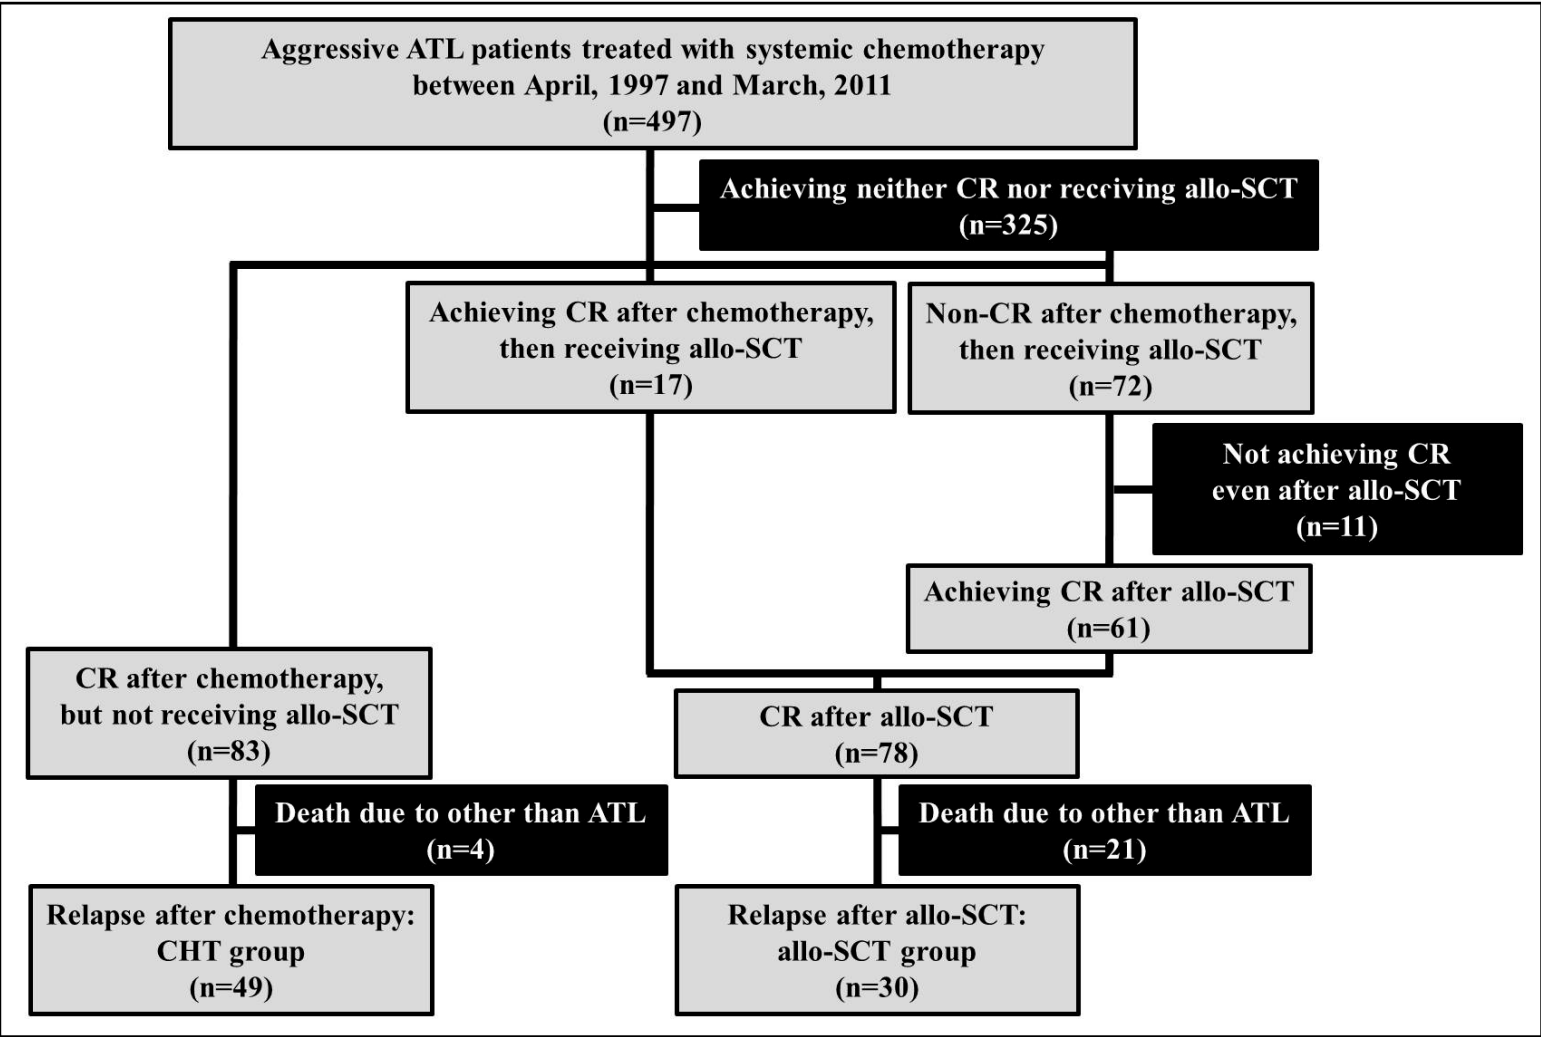 Aggressive ATL patients treated with systemic chemotherapy
between April, 1997 and March, 2011
(n=497)
Achieving neither CR nor receiving allo-SCT
(n=325)
Achieving CR after chemotherapy,
then receiving allo-SCT
(n=17)
Non-CR after chemotherapy,
then receiving allo-SCT
(n=72)
Not achieving CR
even after allo-SCT
(n=11)
Achieving CR after allo-SCT
(n=61)
CR after chemotherapy,
but not receiving allo-SCT
(n=83)
CR after allo-SCT
(n=78)
Death due to other than ATL
(n=4)
Death due to other than ATL
(n=21)
Relapse after chemotherapy:
CHT group
(n=49)
Relapse after allo-SCT:
allo-SCT group
(n=30)